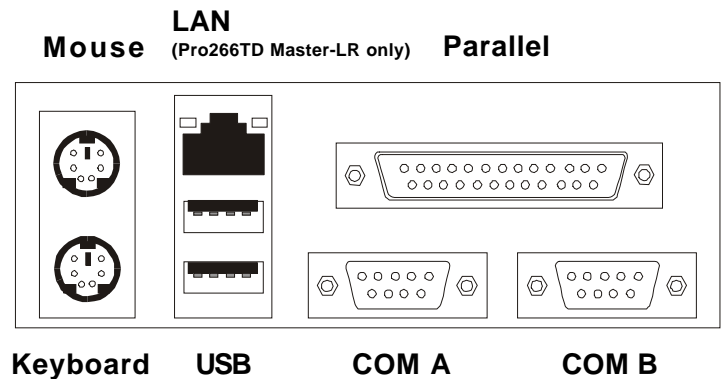 LAN
Mouse (Pro266TD Master-LR only) Parallel
Keyboard USB COM A COM B